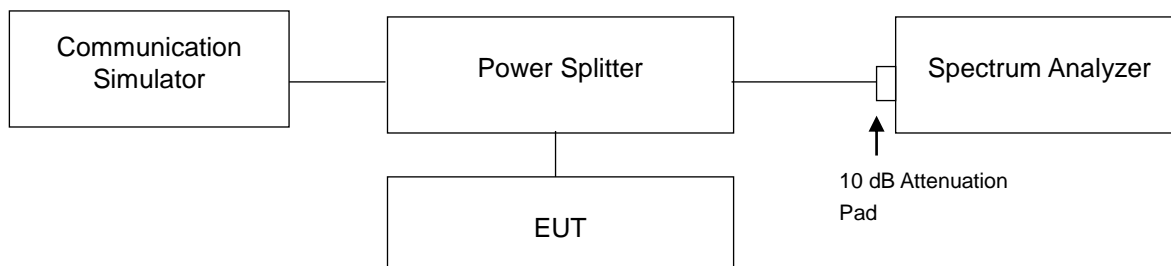 Communication
Simulator
Power Splitter
Spectrum Analyzer
10 dB Attenuation
Pad
EUT